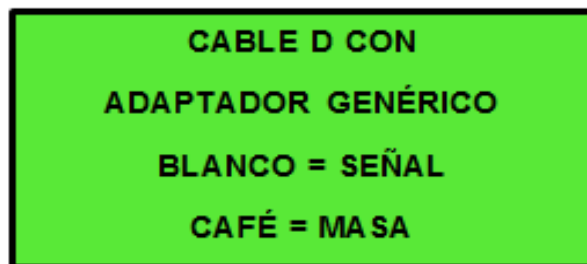 CABLE D CON
ADAPTADOR GENÉRICO
BLANCO = SEÑAL
CAFÉ = MASA